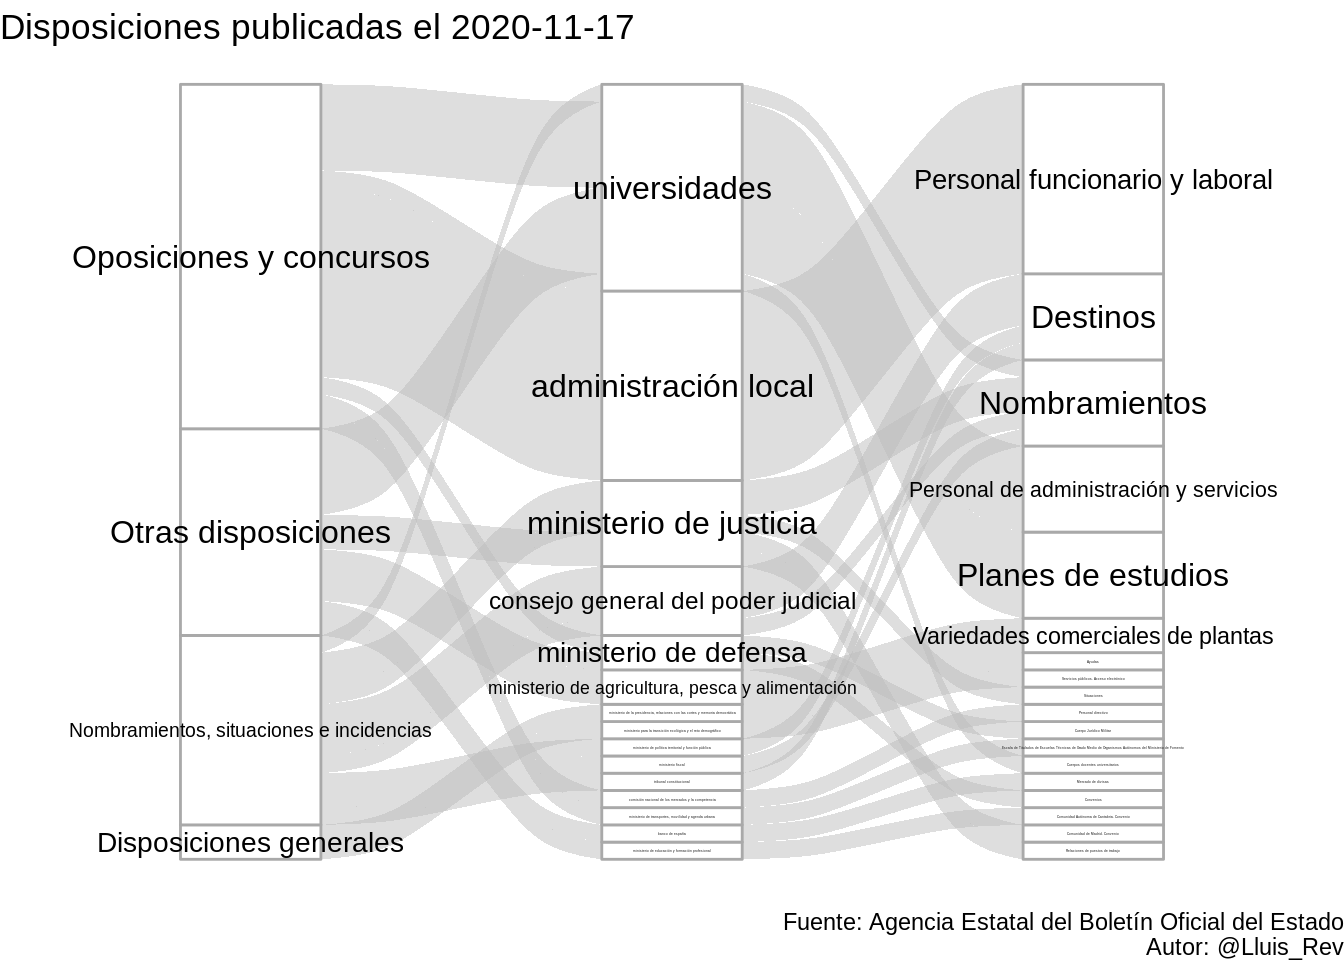 Disposiciones publicadas el 2020-11-17
Oposiciones y concursos
Otras disposiciones
Nombramientos, situaciones e incidencias
Disposiciones generales
universidades
administración local
ministerio de justicia
consejo general del poder judicial
ministerio de defensa
ministerio de agricultura, pesca y alimentación
ministerio de la presidencia, relaciones con las cortes y memoria democrática
ministerio para la transición ecológica y el reto demográfico
ministerio de política territorial y función pública
ministerio fiscal
tribunal constitucional
comisión nacional de los mercados y la competencia
ministerio de transportes, movilidad y agenda urbana
banco de españa
ministerio de educación y formación profesional
Personal funcionario y laboral
Destinos
Nombramientos
Personal de administración y servicios
Planes de estudios
Variedades comerciales de plantas
Ayudas
Servicios públicos. Acceso electrónico
Situaciones
Personal directivo
Cuerpo Jurídico Militar
Escala de Titulados de Escuelas Técnicas de Grado Medio de Organismos Autónomos del Ministerio de Fomento
Cuerpos docentes universitarios
Mercado de divisas
Convenios
Comunidad Autónoma de Cantabria. Convenio
Comunidad de Madrid. Convenio
Relaciones de puestos de trabajo
Fuente: Agencia Estatal del Boletín Oficial del Estado
Autor: @Lluis_Rev